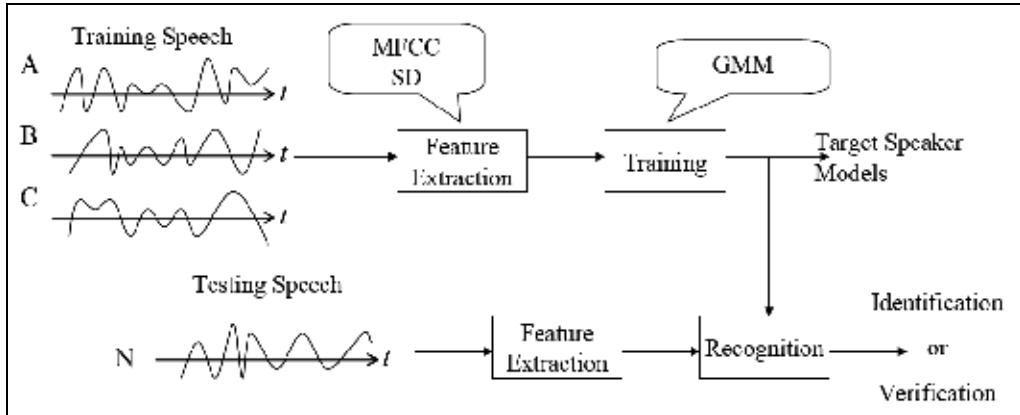 Training Speech
A
t
B
t
C
t
MFCC
SD
Feature
Extraction
GMM
Training
Target Speaker
Models
Testing Speech
N
t
Feature
Extraction
Recognition
Identification
or
Verification